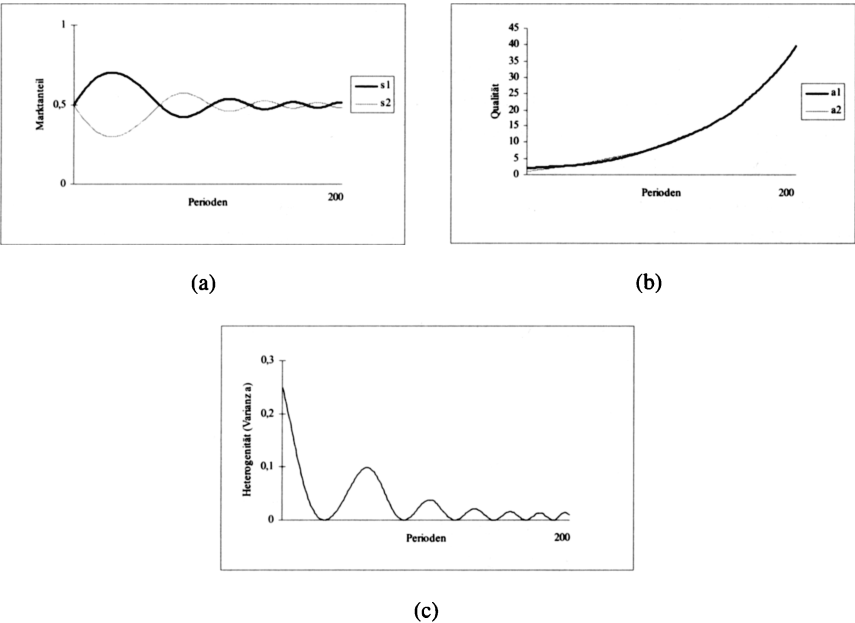 1
0,5
0
Marktanteil
Perioden
200
s1
s2
(a)
45
40
35
30
25
20
15
10
5
0
Qualität
Perioden
200
a1
a2
(b)
0,3
0,2
0,1
0
Heterogenität (Varianz a)
Perioden
200
(c)